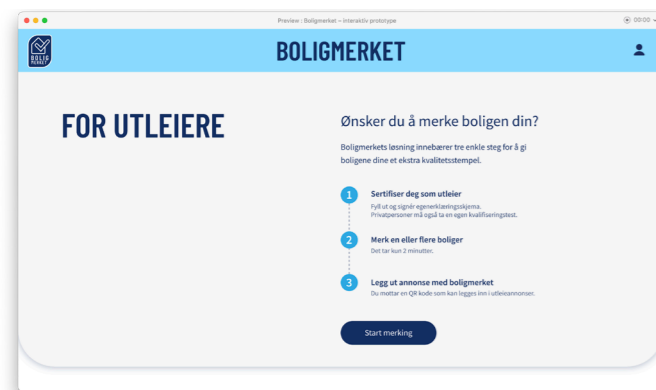 Preview : Boligmerket – interaktiv prototype
00:00
BOLIG
MERKET
BOLIGMERKET
FOR UTLEIERE
Ønsker du å merke boligen din?
Boligmerkets løsning innebærer tre enkle steg for å gi
boligene dine et ekstra kvalitetsstempel.
1
Sertifiser deg som utleier
Fyll ut og signér egenerklæringsskjema.
Privatpersoner må også ta en egen kvalifiseringstest.
2
Merk en eller flere boliger
Det tar kun 2 minutter.
3
Legg ut annonse med boligmerket
Du mottar en QR kode som kan legges inn i utleieannonser.
Start merking